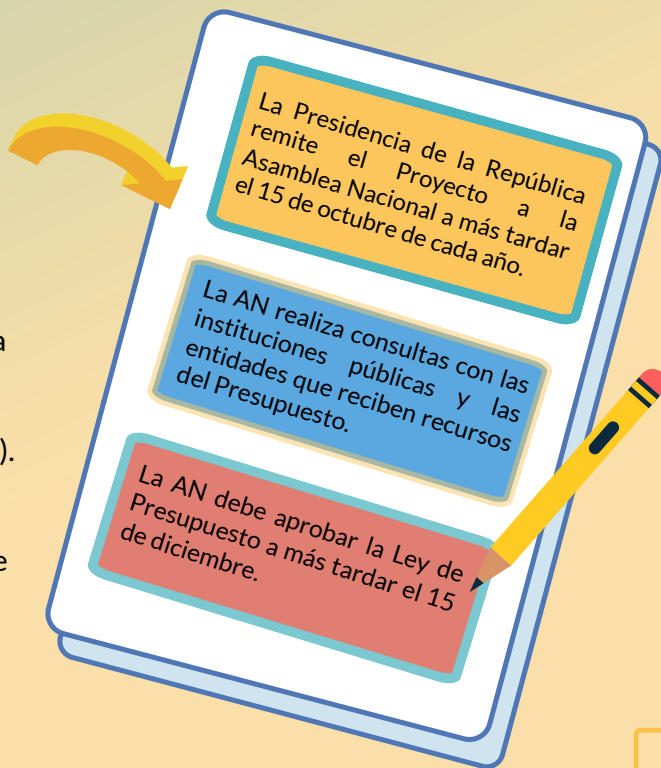 La Presidencia de la República
remite el Proyecto a la
Asamblea Nacional a más tardar
el 15 de octubre de cada año.
La AN realiza consultas con las
instituciones públicas y las
entidades que reciben recursos
del Presupuesto.
La AN debe aprobar la Ley de
Presupuesto a más tardar el 15
de diciembre.
a
).
e